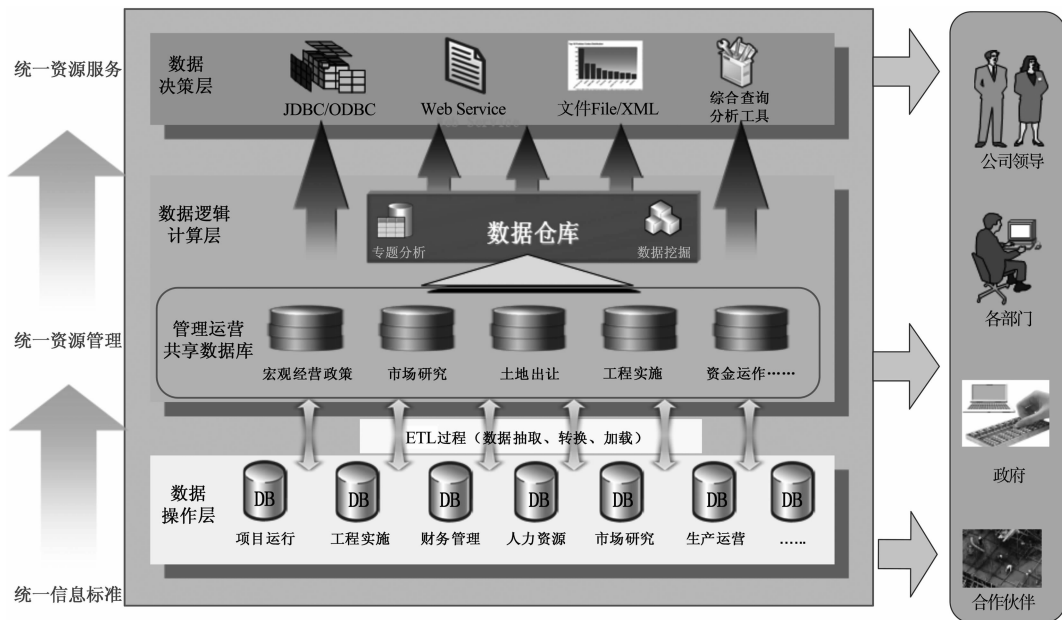 统一资源服务
统一资源管理
统一信息标准
数据
决策层
JDBC/ODBC
Web Service
文件File/XML
综合查询
分析工具
数据逻辑
计算层
专题分析
数据仓库
数据挖掘
管理运营
共享数据库
宏观经营政策
市场研究
土地出让
工程实施
资金运作……
ETL过程（数据抽取、转换、加载）
数据
操作层
DB
DB
DB
DB
DB
DB
DB
项目运行
工程实施
财务管理
人力资源
市场研究
生产运营
……
公司领导
各部门
政府
合作伙伴